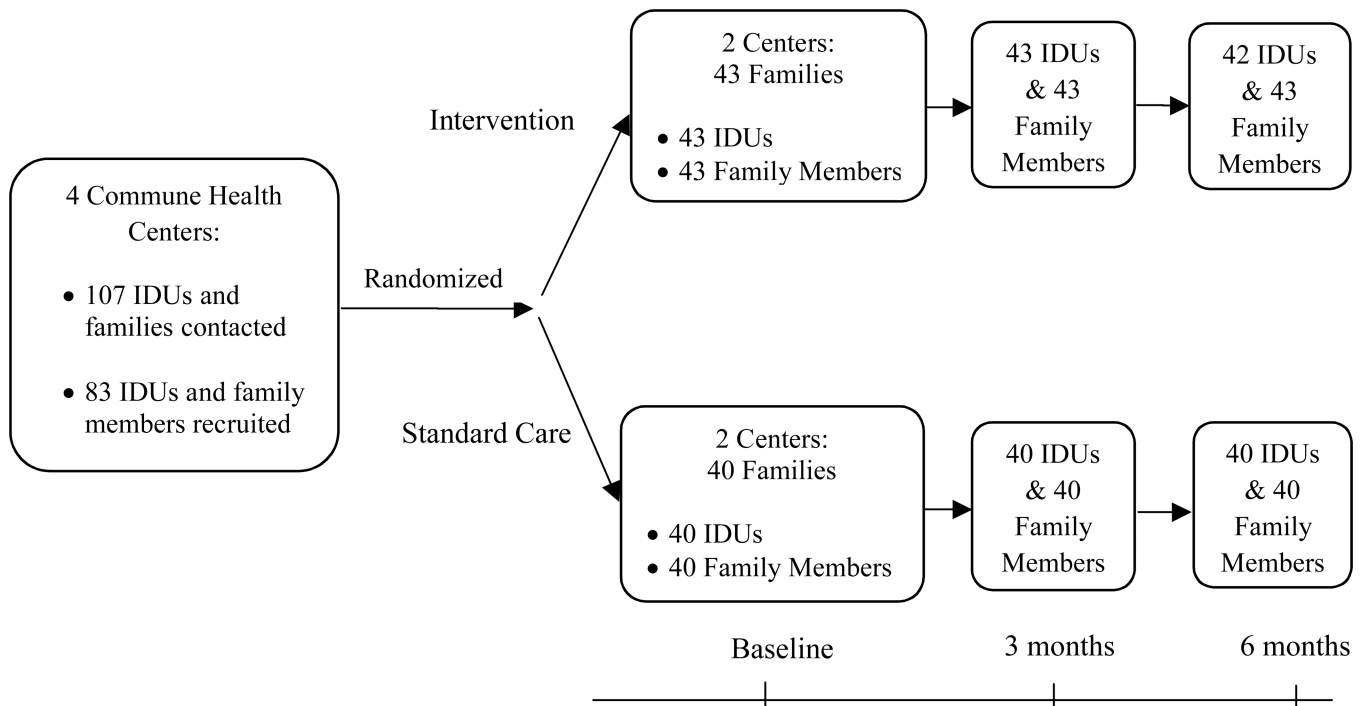 4 Commune Health
Centers:
• 107 IDUs and
families contacted
• 83 IDUs and family
members recruited
Randomized
Intervention
2 Centers:
43 Families
• 43 IDUs
• 43 Family Members
43 IDUs
& 43
Family
Members
42 IDUs
& 43
Family
Members
Standard Care
2 Centers:
40 Families
• 40 IDUs
• 40 Family Members
40 IDUs
& 40
Family
Members
40 IDUs
& 40
Family
Members
Baseline
3 months
6 months